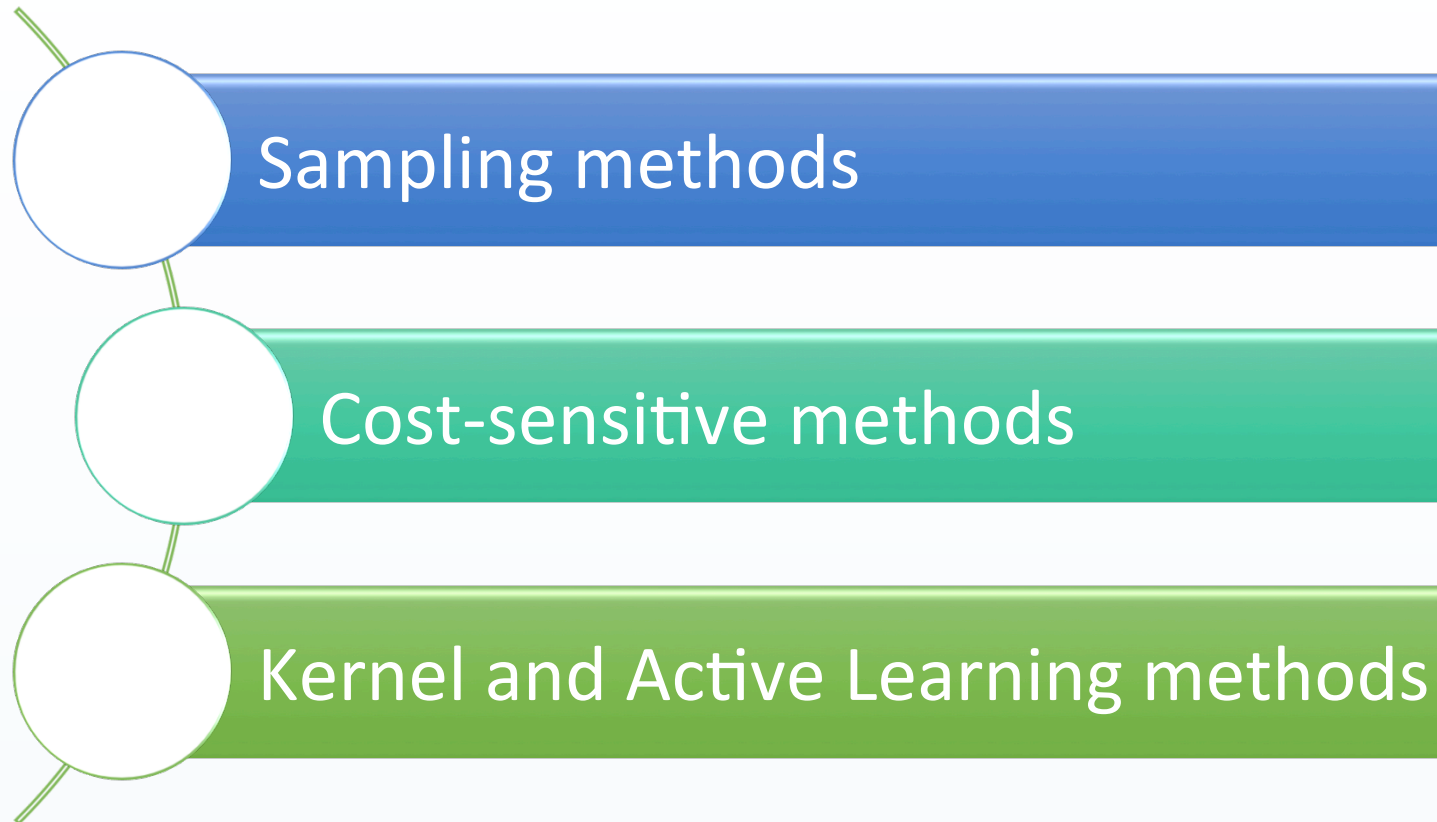 Sampling methods
Cost-sensitive methods
Kernel and Active Learning methods